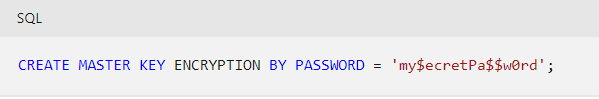 SQL
CREATE MASTER KEY ENCRYPTION BY PASSWORD = 'my$ecretPa$$w0rd';